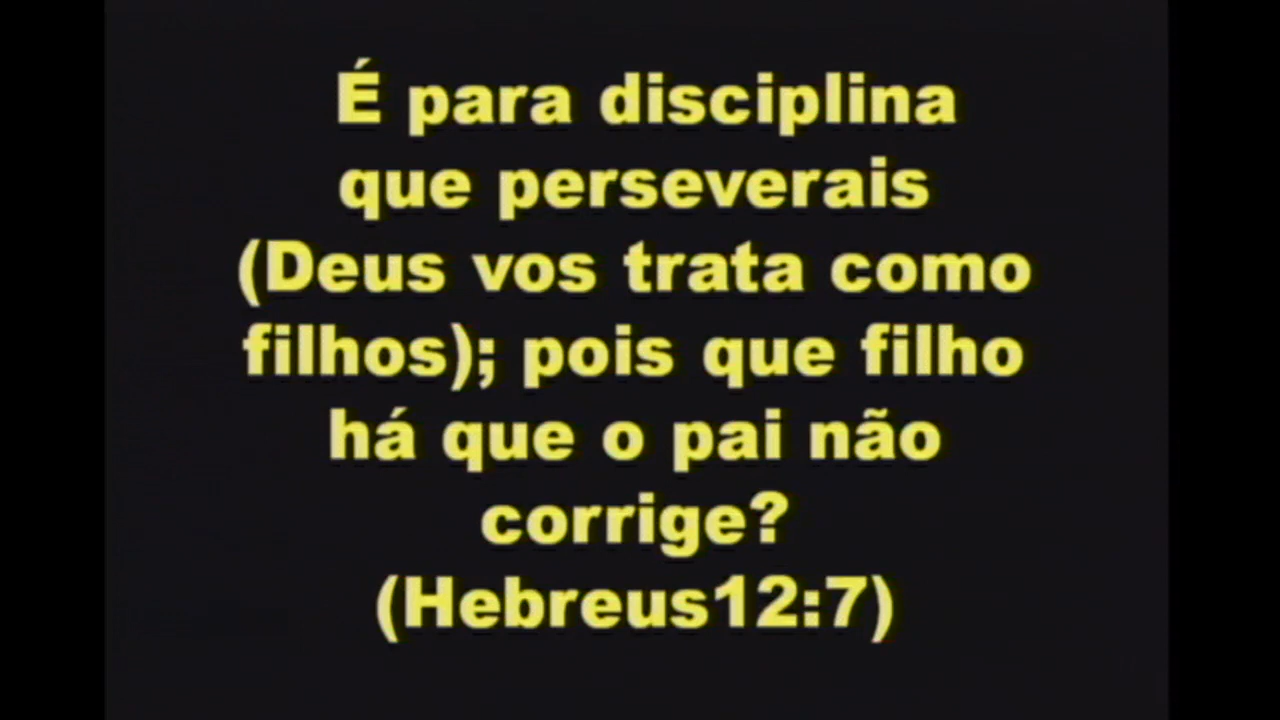 É para disciplina
que perseverais
(Deus vos trata como
filhos); pois que filho
há que o pai não
corrige?
(Hebreus12:7)